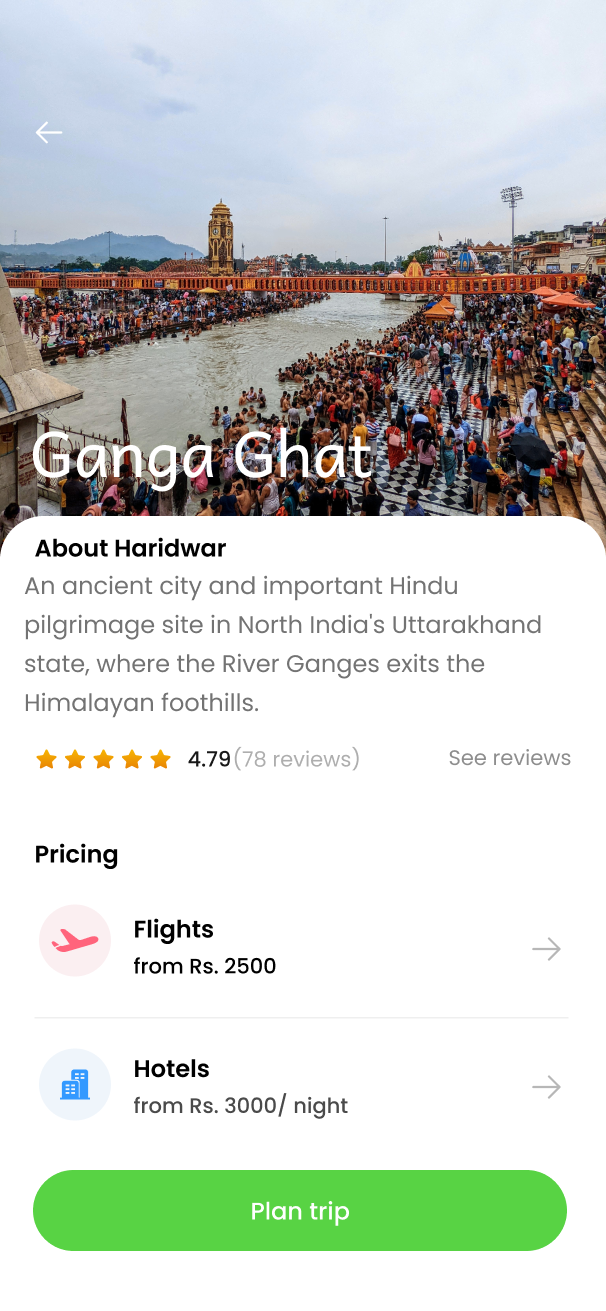 Ganga Ghat
About Haridwar
An ancient city and important Hindu
pilgrimage site in North India's Uttarakhand
state, where the River Ganges exits the
Himalayan foothills.
4.79(78 reviews) See reviews
Pricing
Flights
from Rs. 2500
Hotels
from Rs. 3000/ night
Plan trip